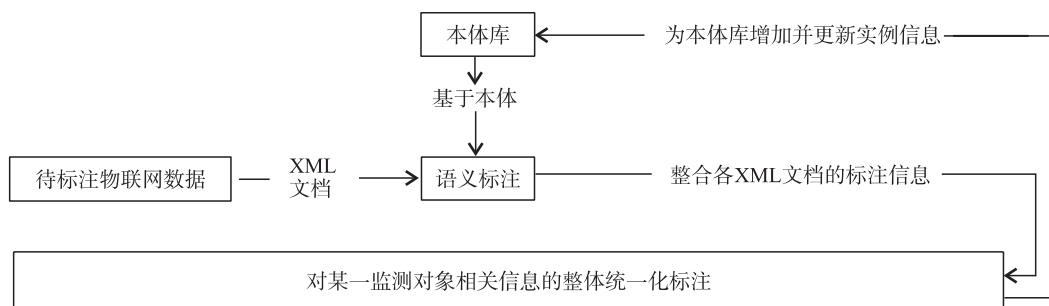 本体库
为本体库增加并更新实例信息
基于本体
待标注物联网数据
XML
文档
语义标注
整合各XML文档的标注信息
对某一监测对象相关信息的整体统一化标注